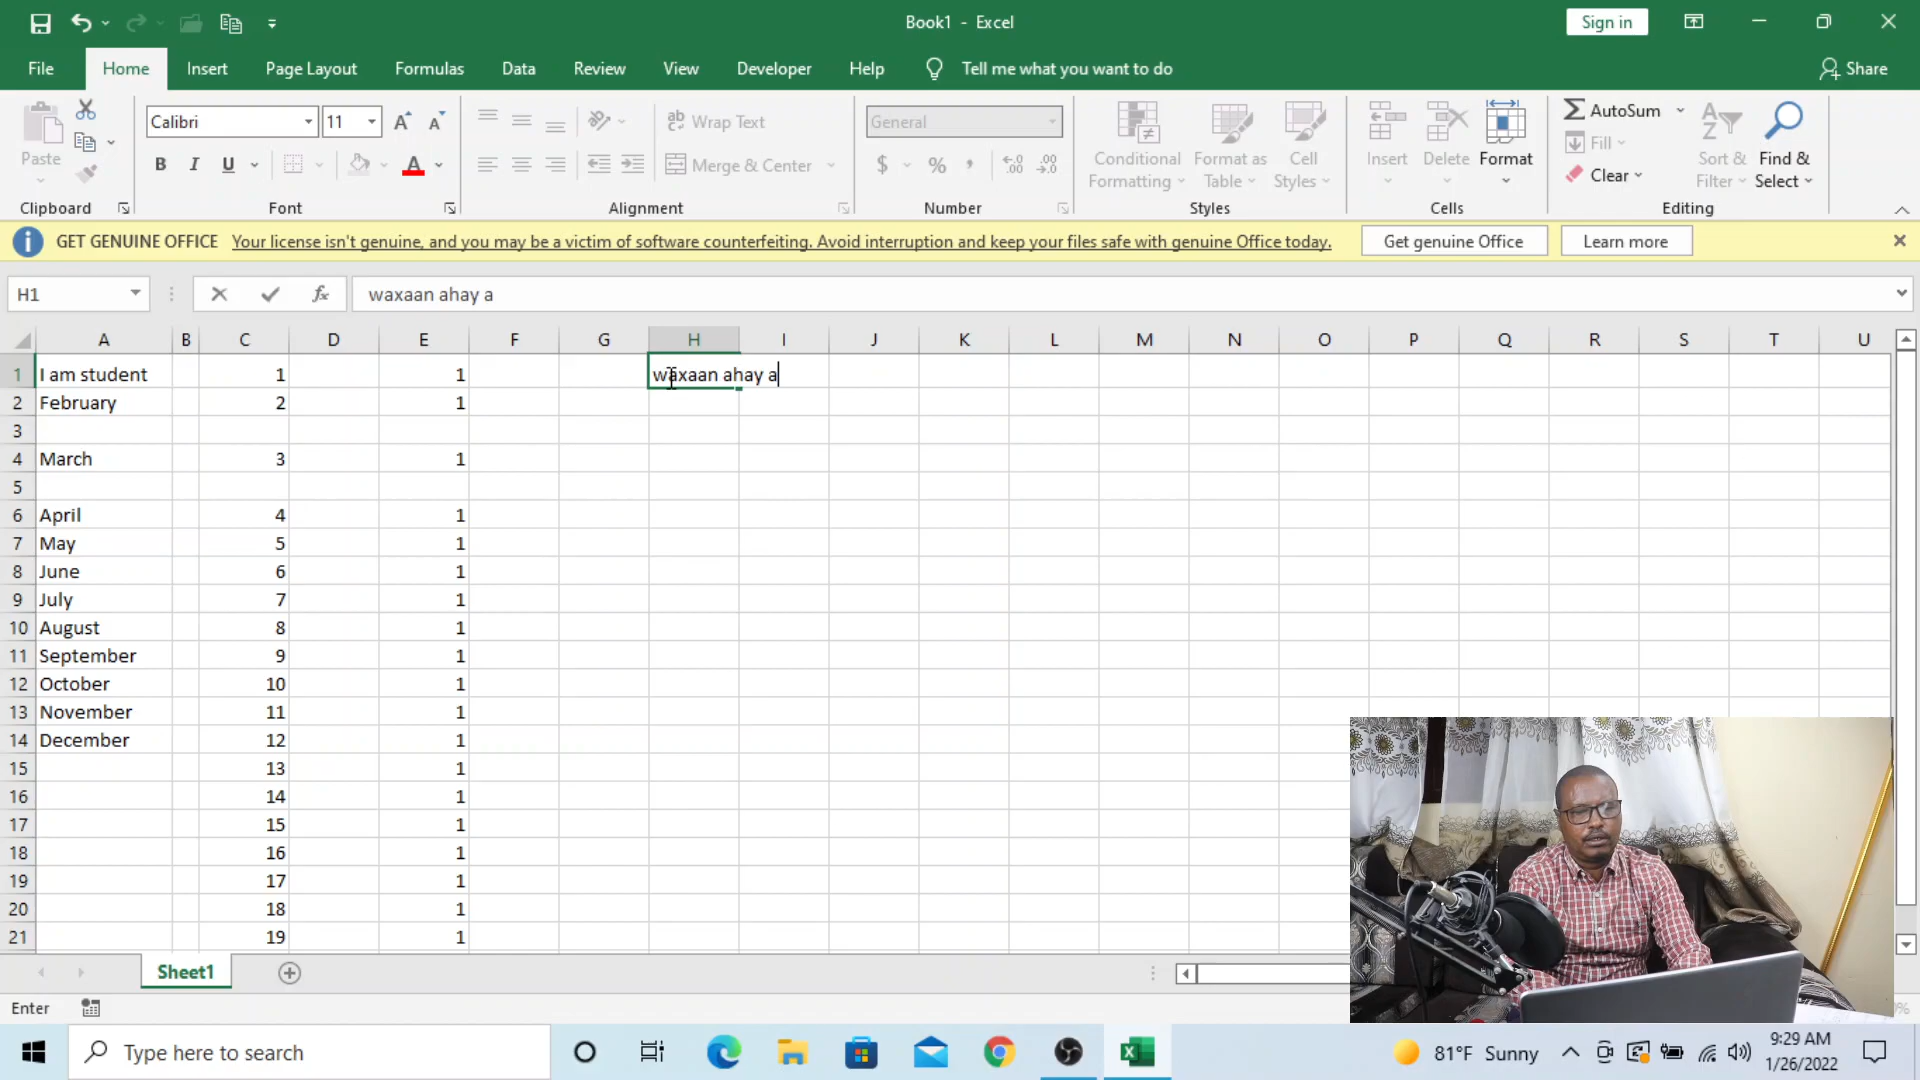 Book1 - Excel
Sign in
File Home Insert Page Layout Formulas Data Review View Developer Help Tell me what you want to do Share
Calibri 11 Wrap Text General AutoSum
Paste B I U Merge & Center $ % , Conditional Formatting Format as Table Cell Styles Insert Delete Format Fill Clear Sort & Filter Find & Select
Clipboard Font Alignment Number Styles Cells Editing
GET GENUINE OFFICE Your license isn't genuine, and you may be a victim of software counterfeiting. Avoid interruption and keep your files safe with genuine Office today. Get genuine Office Learn more
H1 fx waxaan ahay a
A B C D E F G H I J K L M N O P Q R S T U
1 I am student 1 1 waxaan ahay a
2 February 2 1
3
4 March 3 1
5
6 April 4 1
7 May 5 1
8 June 6 1
9 July 7 1
10 August 8 1
11 September 9 1
12 October 10 1
13 November 11 1
14 December 12 1
15 13 1
16 14 1
17 15 1
18 16 1
19 17 1
20 18 1
21 19 1
Sheet1
Enter
Type here to search 81°F Sunny 9:29 AM
1/26/2022